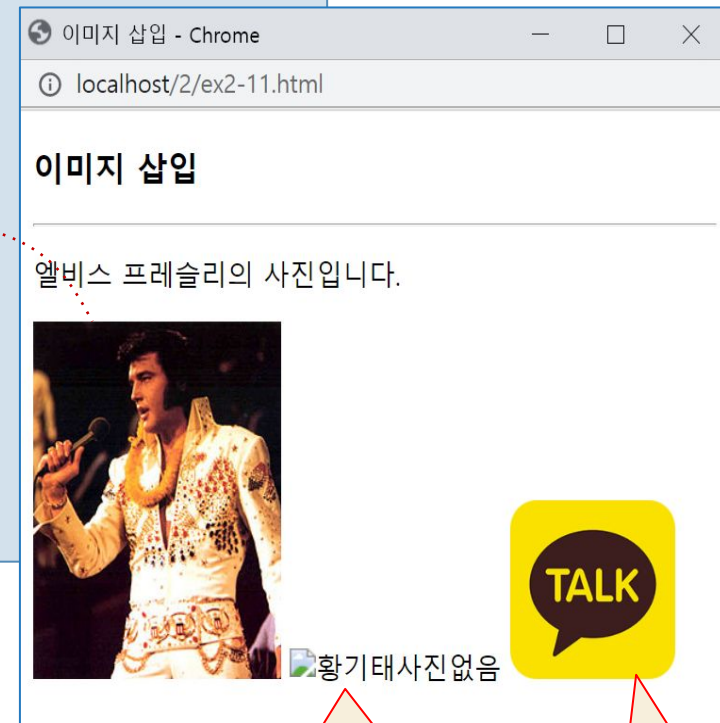 이미지 삽입 - Chrome
localhost/2/ex2-11.html
이미지 삽입
엘비스 프레슬리의 사진입니다.
황기태사진없음
TALK